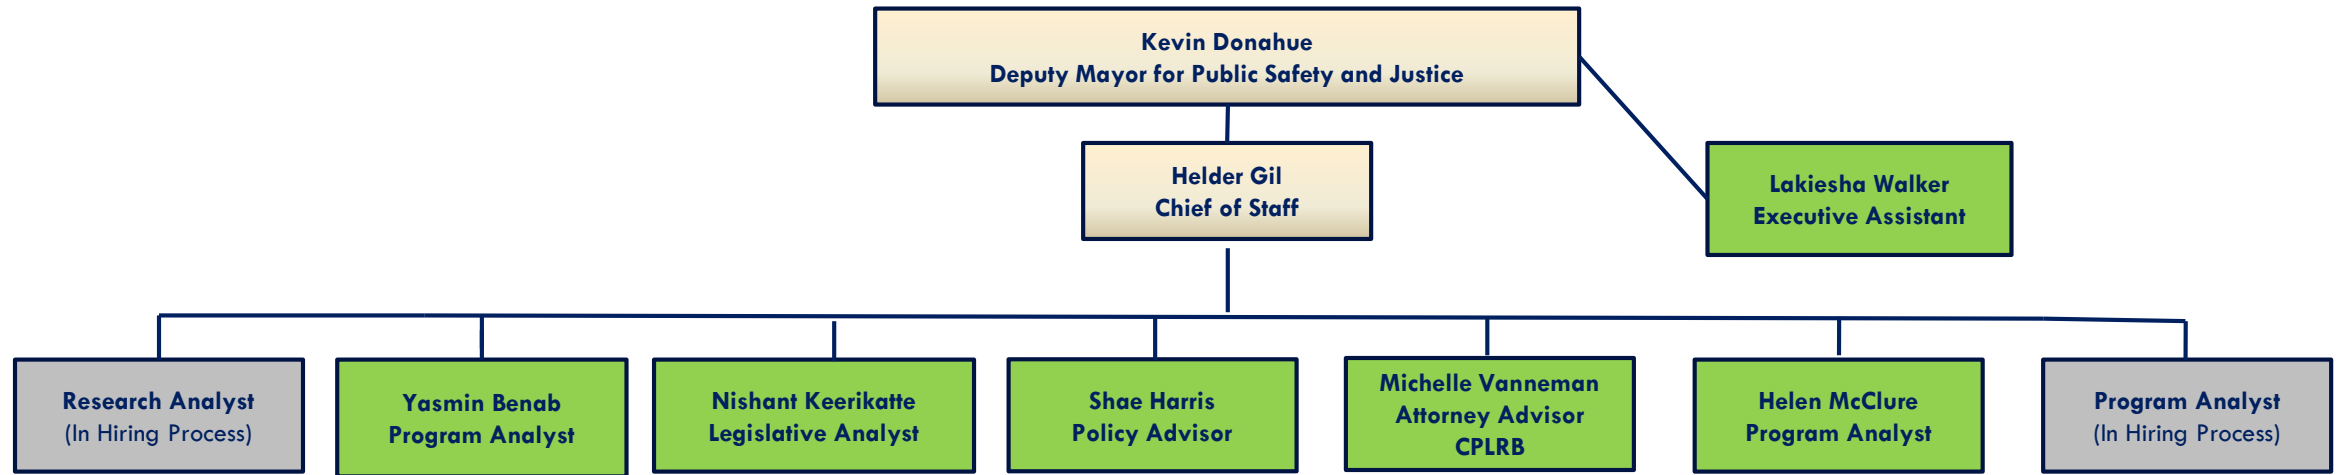 Kevin Donahue
Deputy Mayor for Public Safety and Justice
Helder Gil
Chief of Staff
Lakiesha Walker
Executive Assistant
Research Analyst
(In Hiring Process)
Yasmin Benab
Program Analyst
Nishant Keerikatte
Legislative Analyst
Shae Harris
Policy Advisor
Michelle Vanneman
Attorney Advisor
CPLRB
Helen McClure
Program Analyst
Program Analyst
(In Hiring Process)